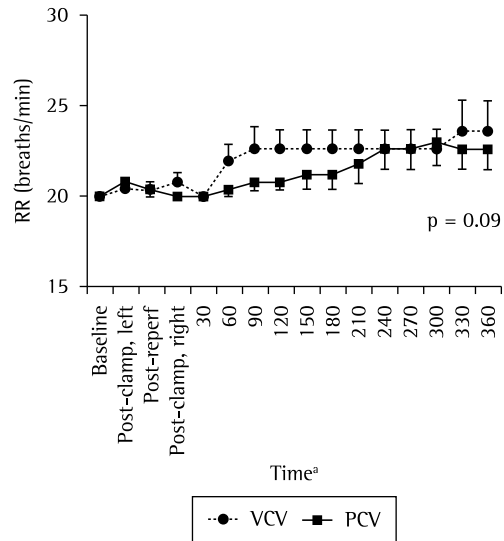 30
25
20
15
RR (breaths/min)
p = 0.09
Baseline
Post-clamp, left
Post-reperf
Post-clamp, right
30
60
90
120
150
180
210
240
270
300
330
360
Timeᵃ
VCV PCV